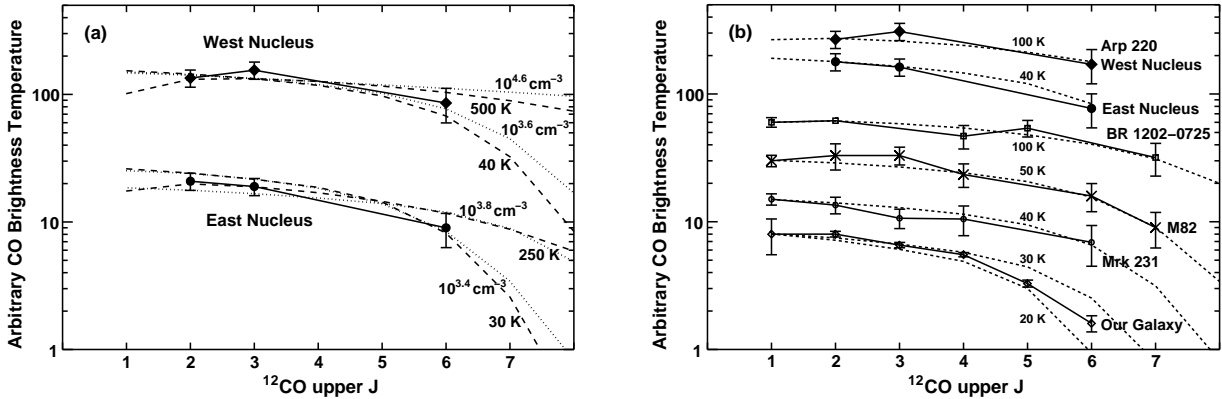 (a)
West Nucleus
10^4.6 cm^−3
500 K
10^3.6 cm^−3
40 K
10^3.8 cm^−3
East Nucleus
250 K
10^3.4 cm^−3
30 K
Arbitrary CO Brightness Temperature
100
10
1
1 2 3 4 5 6 7
^12CO upper J
(b)
100 K
Arp 220
West Nucleus
40 K
East Nucleus
BR 1202−0725
100 K
50 K
M82
40 K
Mrk 231
30 K
20 K
Our Galaxy
Arbitrary CO Brightness Temperature
100
10
1
1 2 3 4 5 6 7
^12CO upper J